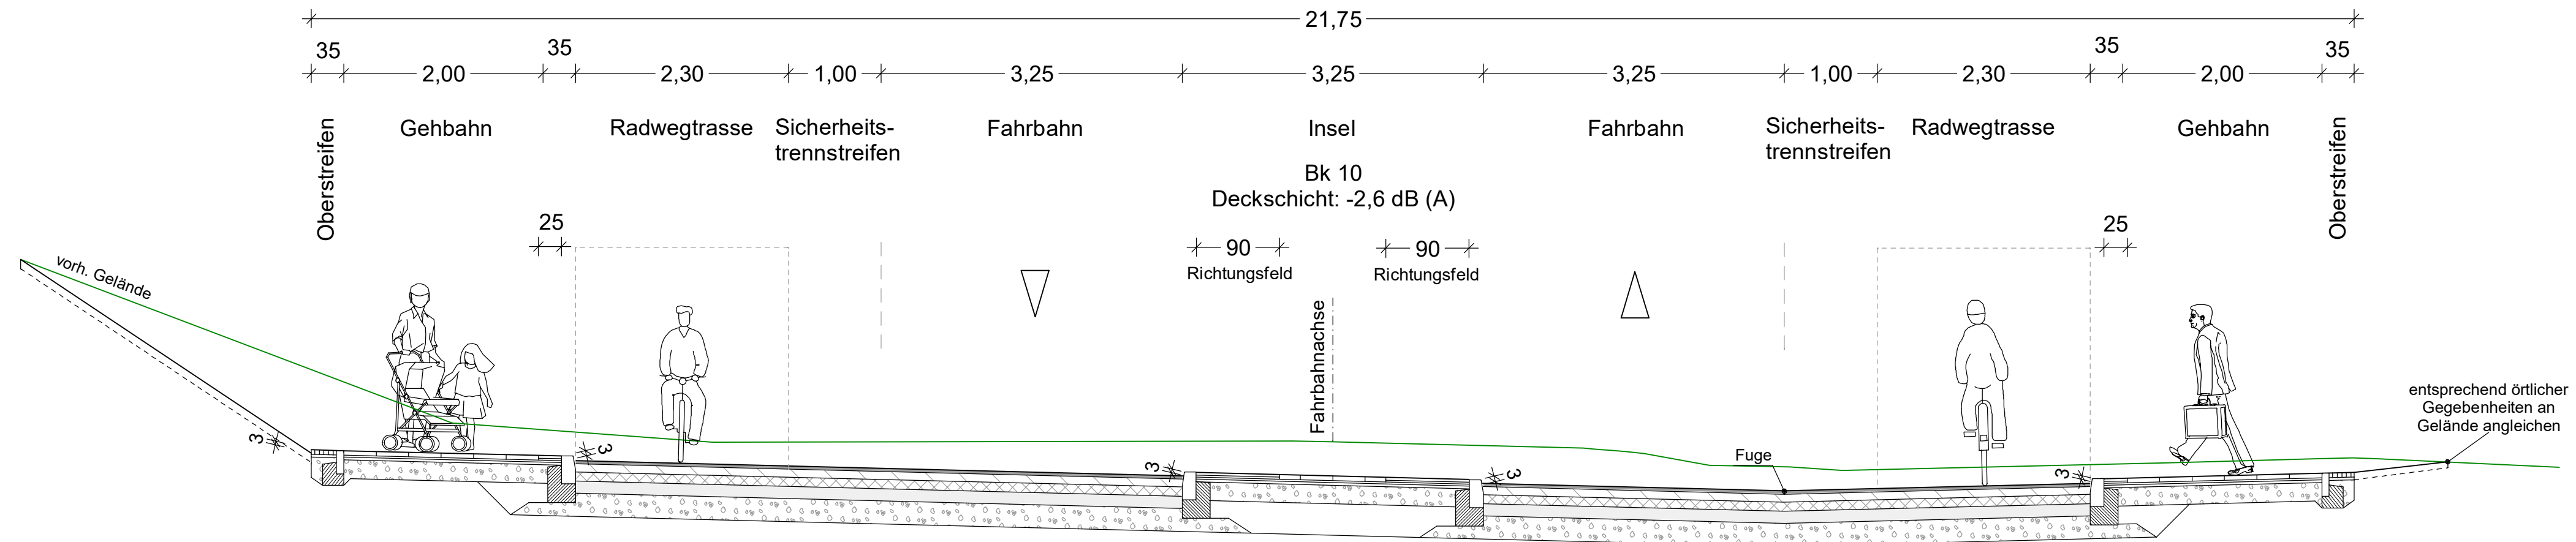 21,75
35
35
35
35
2,00
2,30
1,00
3,25
3,25
3,25
1,00
2,30
2,00
Oberstreifen
Gehbahn
Radwegtrasse
Sicherheits-
trennstreifen
Fahrbahn
Insel
Fahrbahn
Sicherheits-
trennstreifen
Radwegtrasse
Gehbahn
Oberstreifen
Bk 10
Deckschicht: -2,6 dB (A)
25
90
Richtungsfeld
90
Richtungsfeld
25
vorh. Gelände
Fahrbahnachse
entsprechend örtlicher
Gegebenheiten an
Gelände angleichen
3
3
3
3
Fuge
3